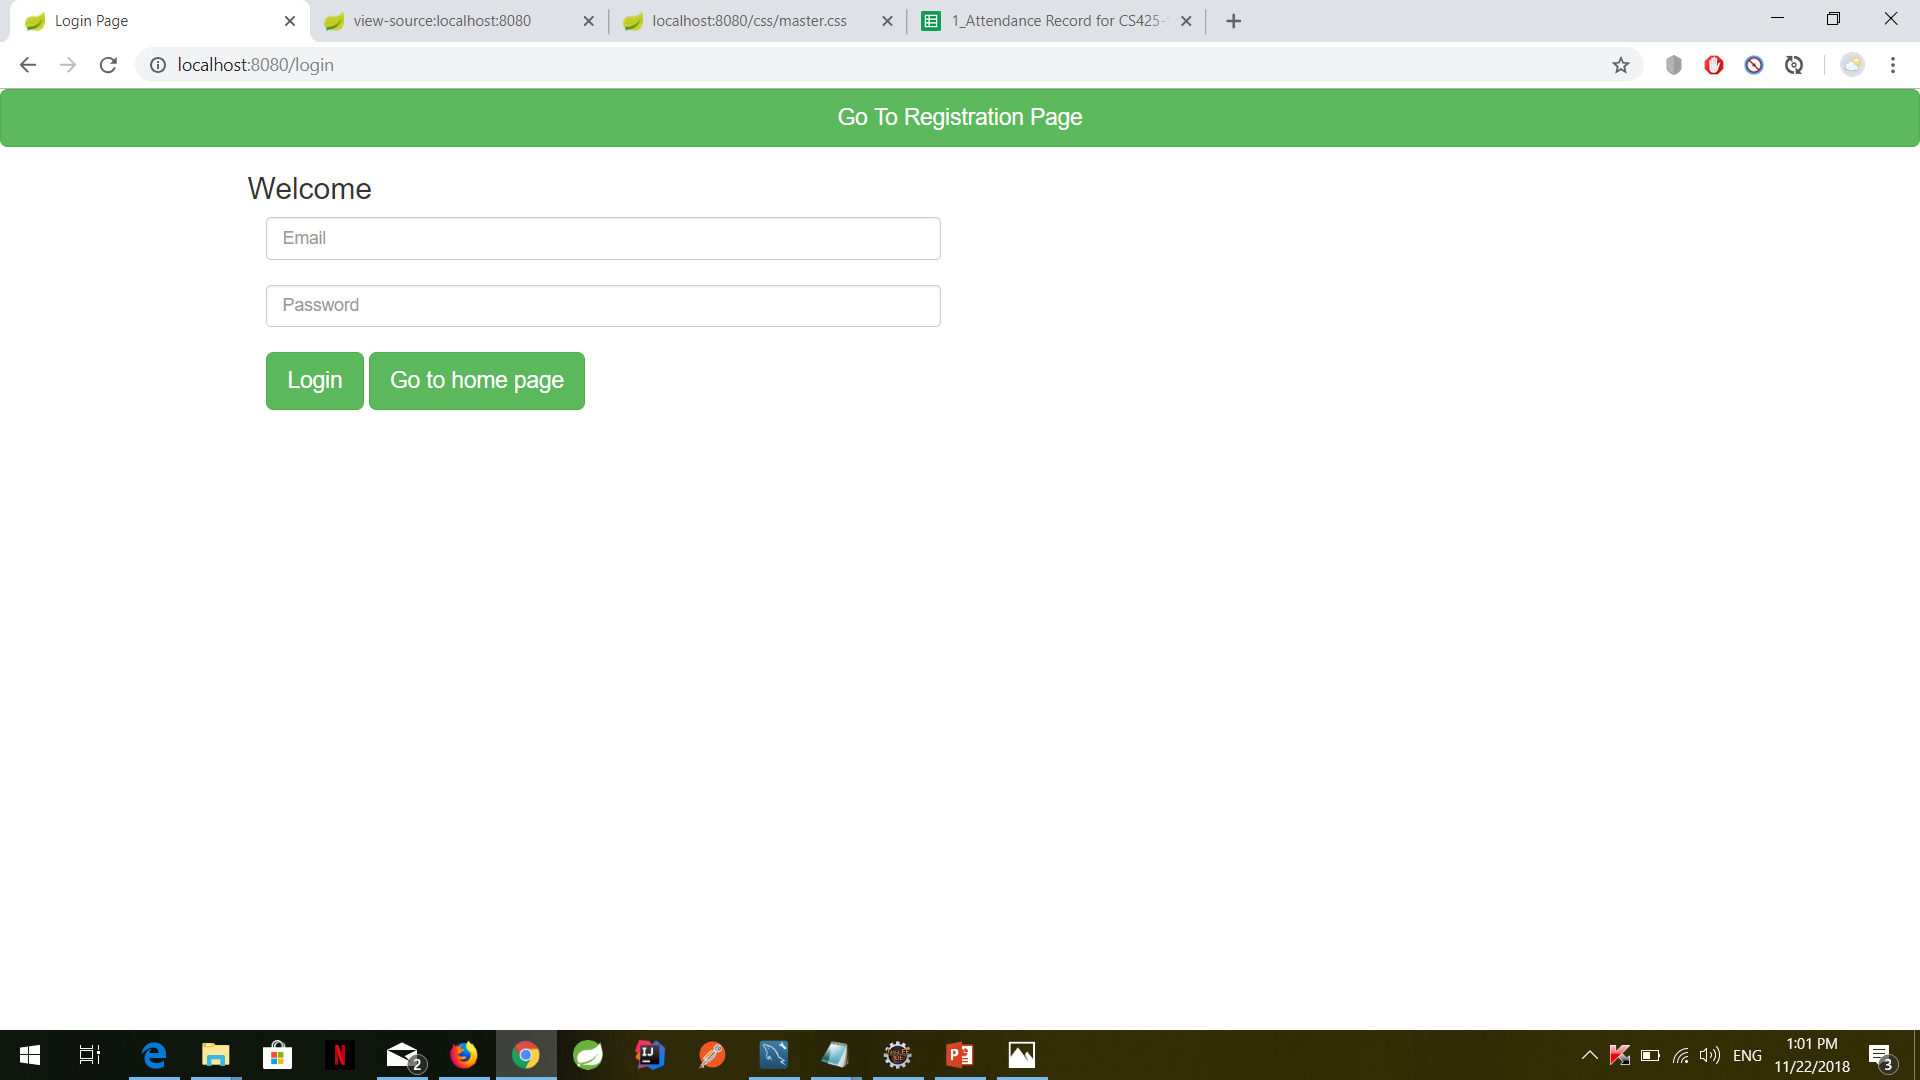 Login Page
view-source:localhost:8080
localhost:8080/css/master.css
1_Attendance Record for CS425-
localhost:8080/login
Go To Registration Page
Welcome
Email
Password
Login Go to home page
N
2
IJ
ENG
1:01 PM
11/22/2018
3